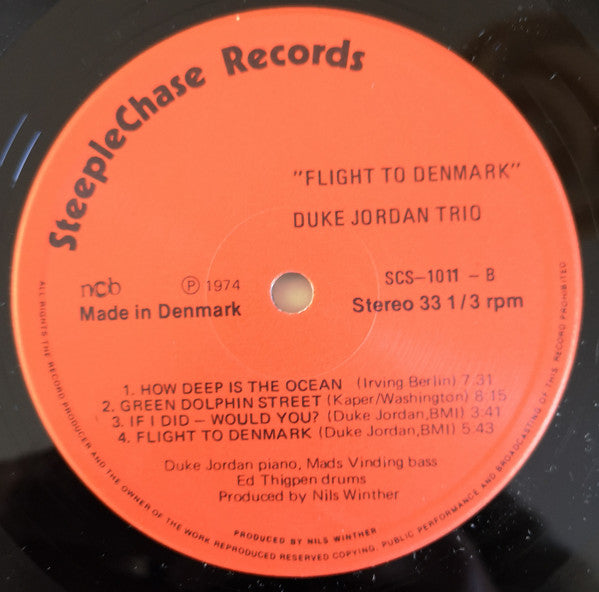 SteepleChase Records
"FLIGHT TO DENMARK"
DUKE JORDAN TRIO
ncb
Ⓟ 1974
Made in Denmark
SCS-1011 - B
Stereo 33 1/3 rpm
1. HOW DEEP IS THE OCEAN (Irving Berlin) 7:31
2. GREEN DOLPHIN STREET (Kaper/Washington) 8:15
3. IF I DID – WOULD YOU? (Duke Jordan,BMI) 3:41
4. FLIGHT TO DENMARK (Duke Jordan,BMI) 5:43
Duke Jordan piano, Mads Vinding bass
Ed Thigpen drums
Produced by Nils Winther
PRODUCED BY NILS WINTHER
ALL RIGHTS THE RECORD PRODUCER AND THE OWNER OF THE WORK REPRODUCED RESERVED COPYING, PUBLIC PERFORMANCE AND BROADCASTING OF THIS RECORD PROHIBITED